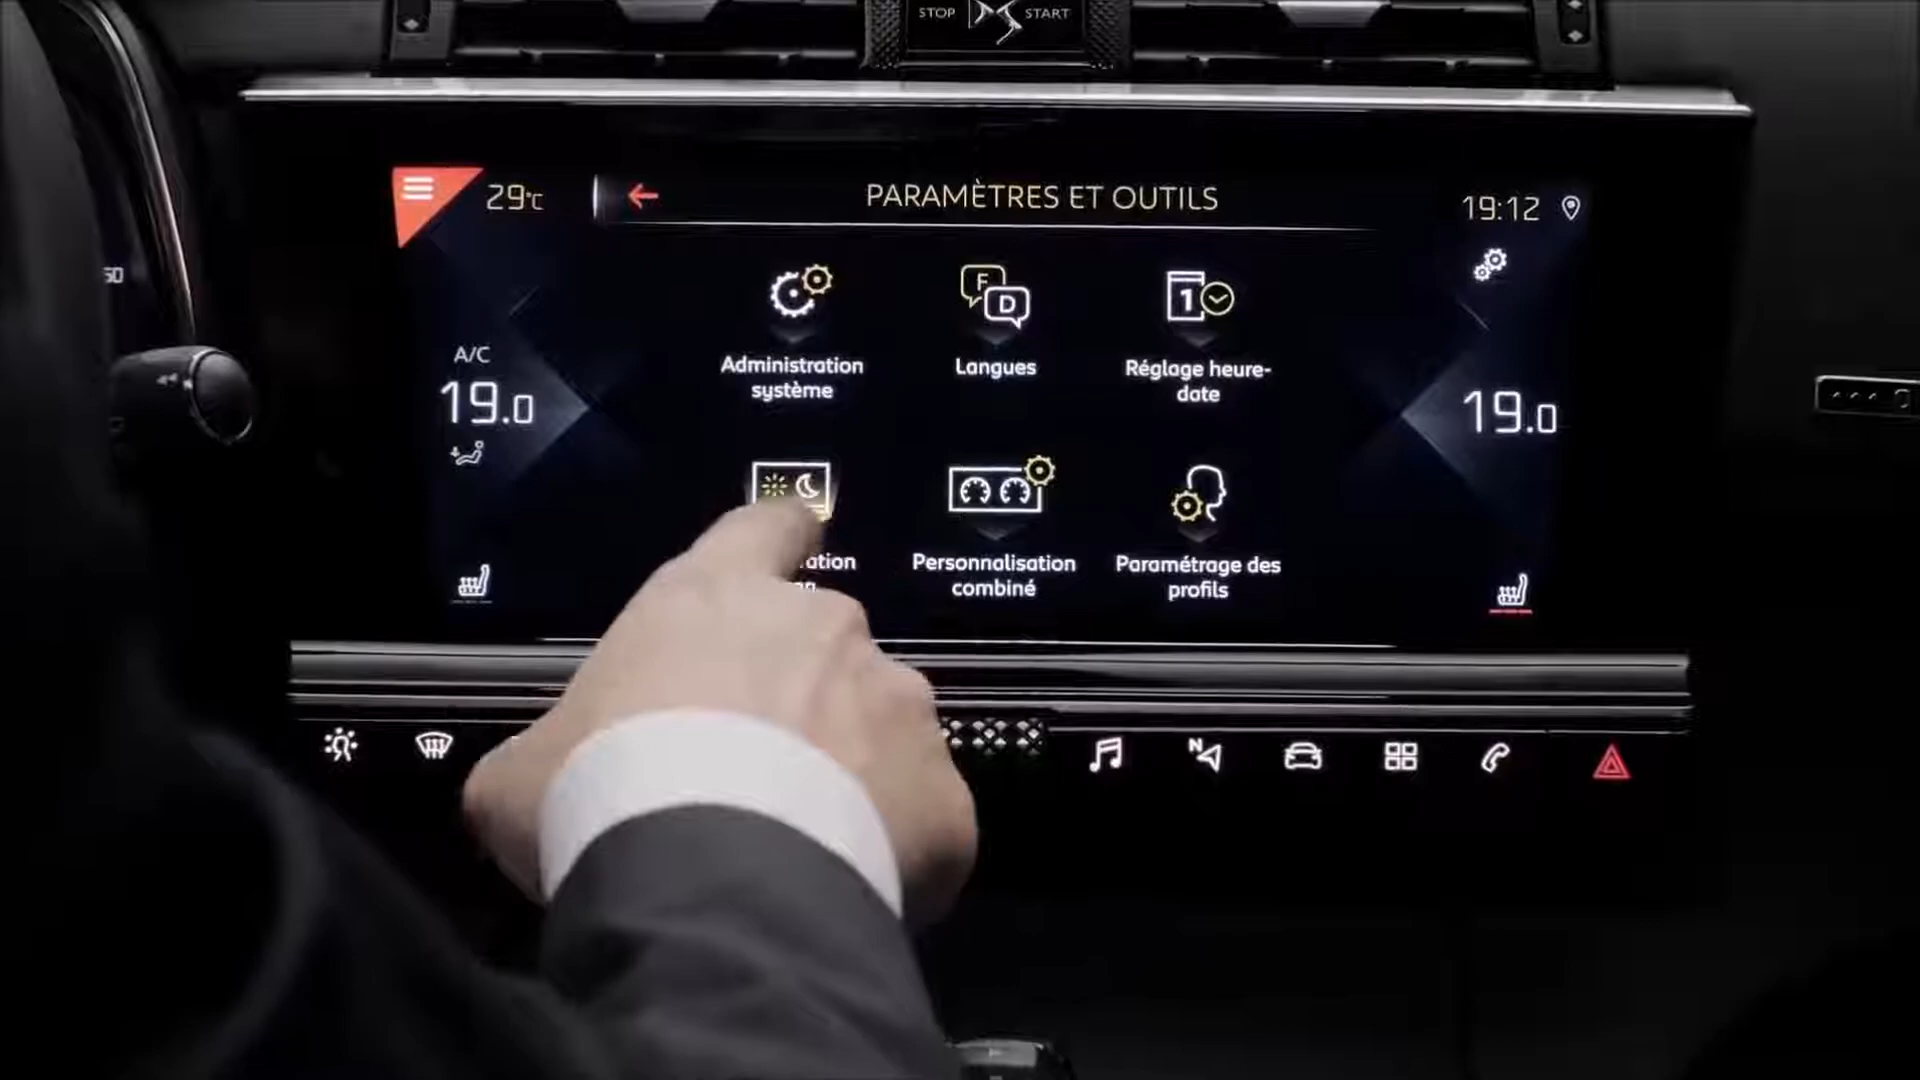 STOP
START
29°C
PARAMÈTRES ET OUTILS
19:12
F
D
1
A/C
19.0
Administration
système
Langues
Réglage heure-
date
19.0
Personnalisation
combiné
Paramétrage des
profils
N